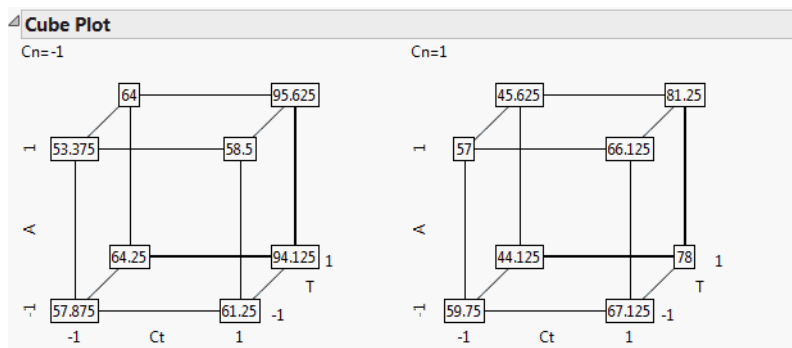 Cube Plot
Cn=-1 Cn=1
64 95.625 45.625 81.25
1 53.375 58.5 1 57 66.125
A A
64.25 94.125 1 44.125 78 1
T T
-1 57.875 61.25 -1 -1 59.75 67.125 -1
-1 Ct 1 -1 Ct 1